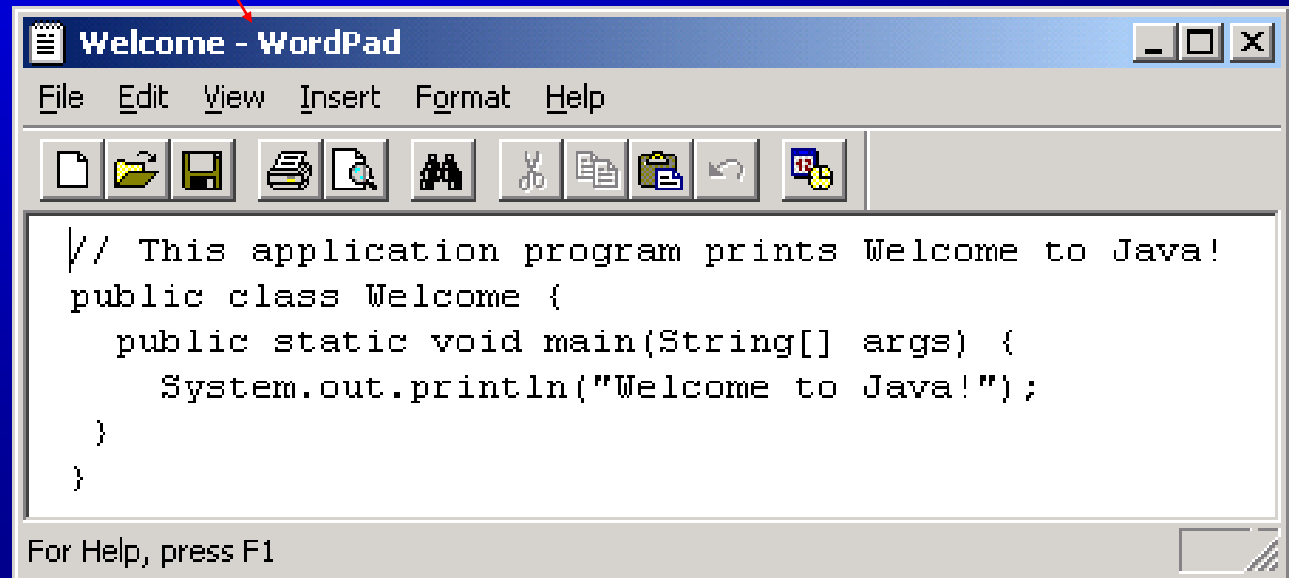 Welcome - WordPad
File Edit View Insert Format Help
12
// This application program prints Welcome to Java!
public class Welcome {
  public static void main(String[] args) {
    System.out.println("Welcome to Java!");
 }
}
For Help, press F1